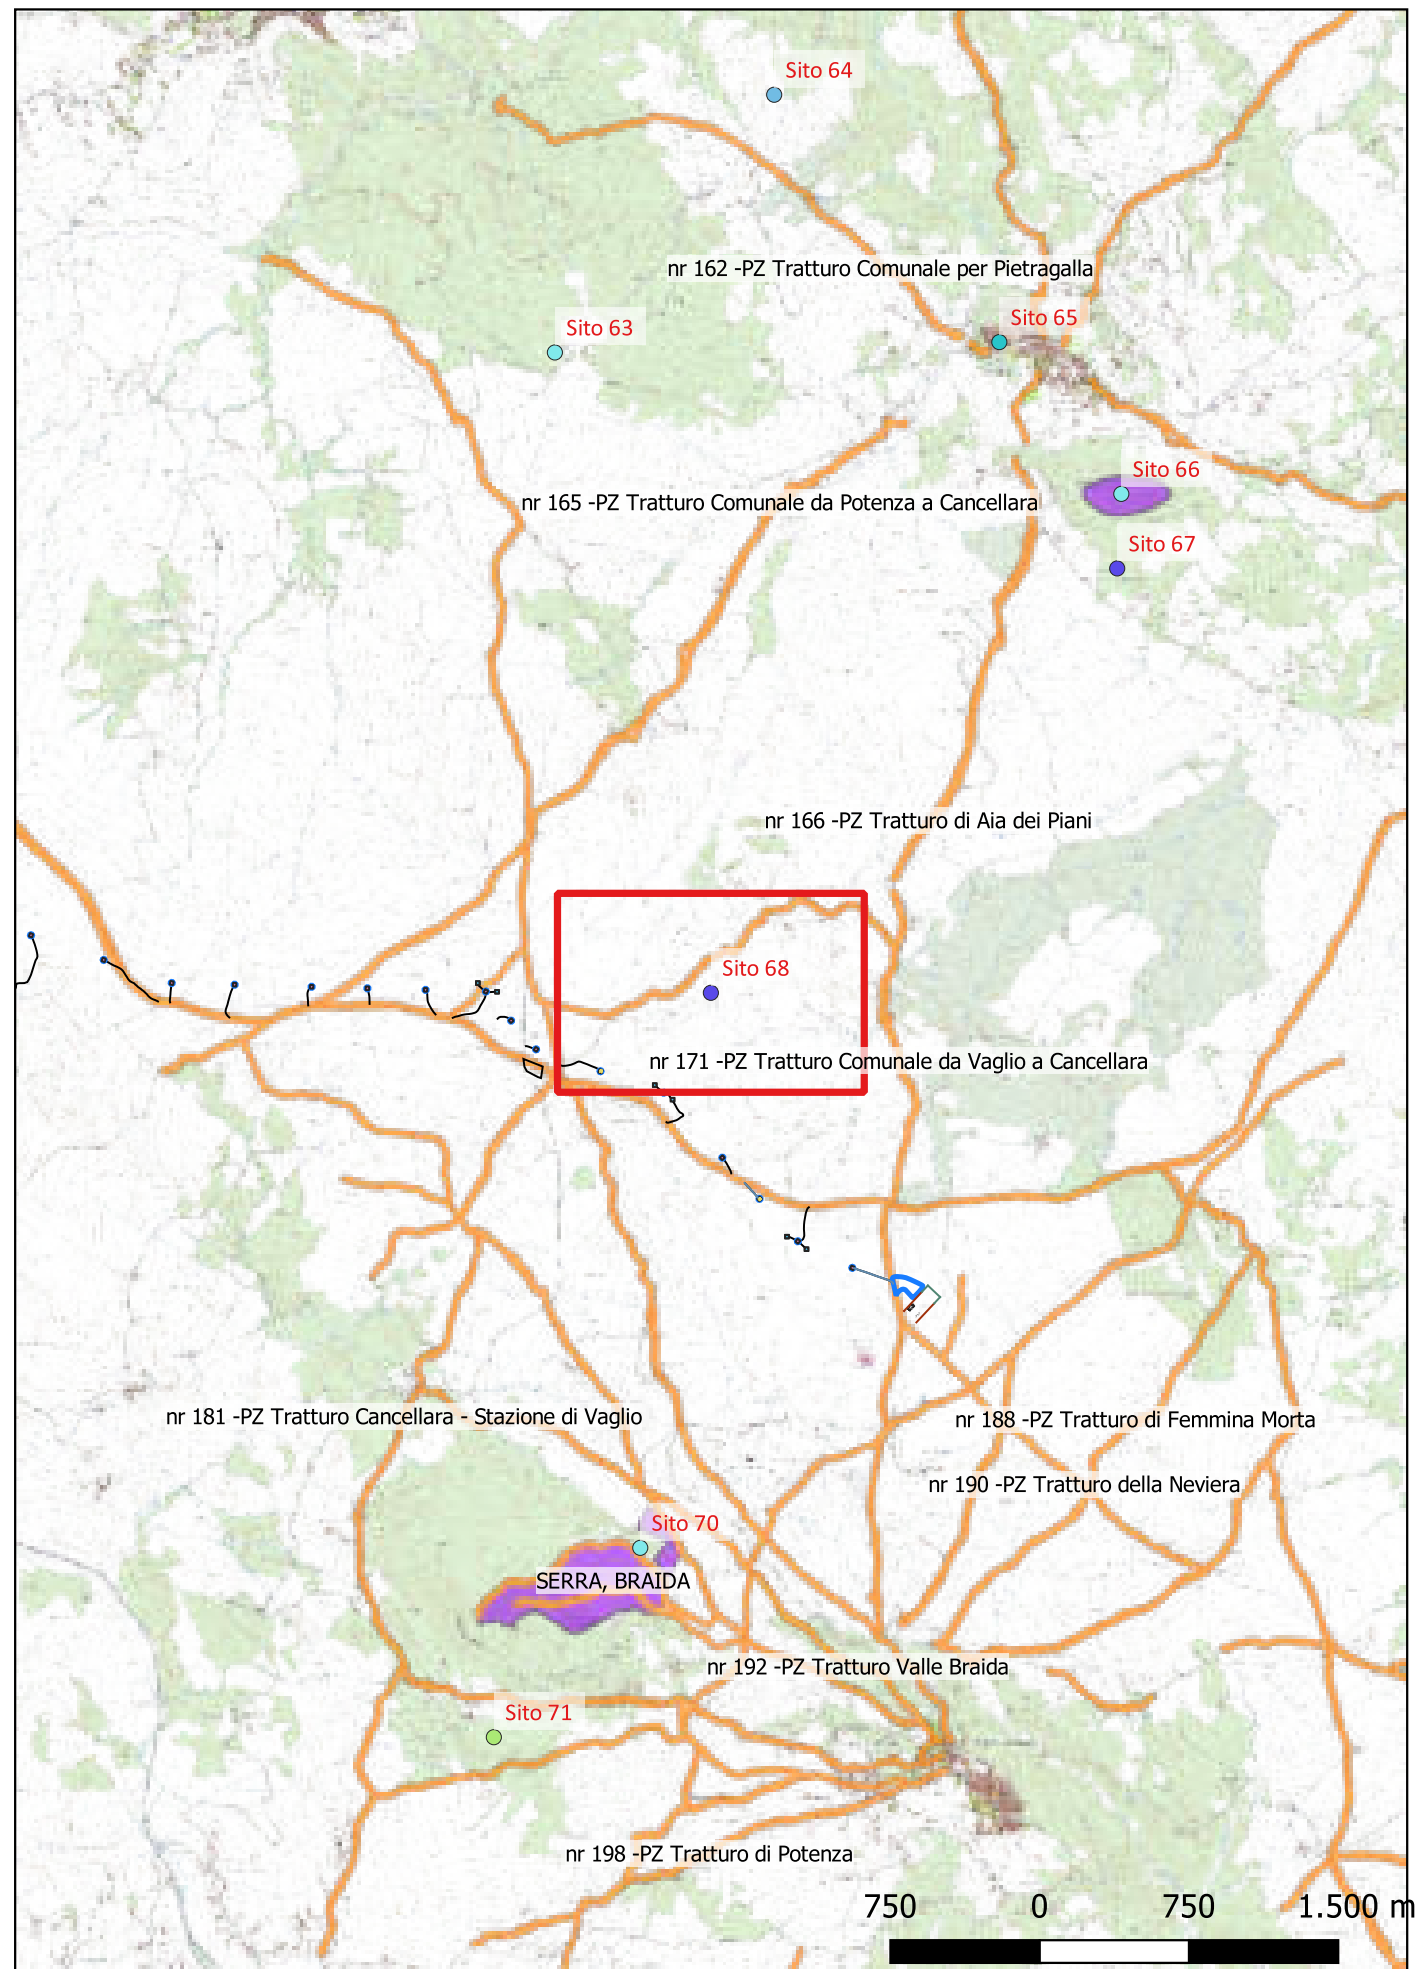 Sito 64
nr 162 -PZ Tratturo Comunale per Pietragalla
Sito 65
Sito 63
Sito 66
nr 165 -PZ Tratturo Comunale da Potenza a Cancellara
Sito 67
nr 166 -PZ Tratturo di Aia dei Piani
Sito 68
nr 171 -PZ Tratturo Comunale da Vaglio a Cancellara
nr 181 -PZ Tratturo Cancellara - Stazione di Vaglio
nr 188 -PZ Tratturo di Femmina Morta
nr 190 -PZ Tratturo della Neviera
Sito 70
SERRA, BRAIDA
nr 192 -PZ Tratturo Valle Braida
Sito 71
nr 198 -PZ Tratturo di Potenza
750 0 750 1.500 m